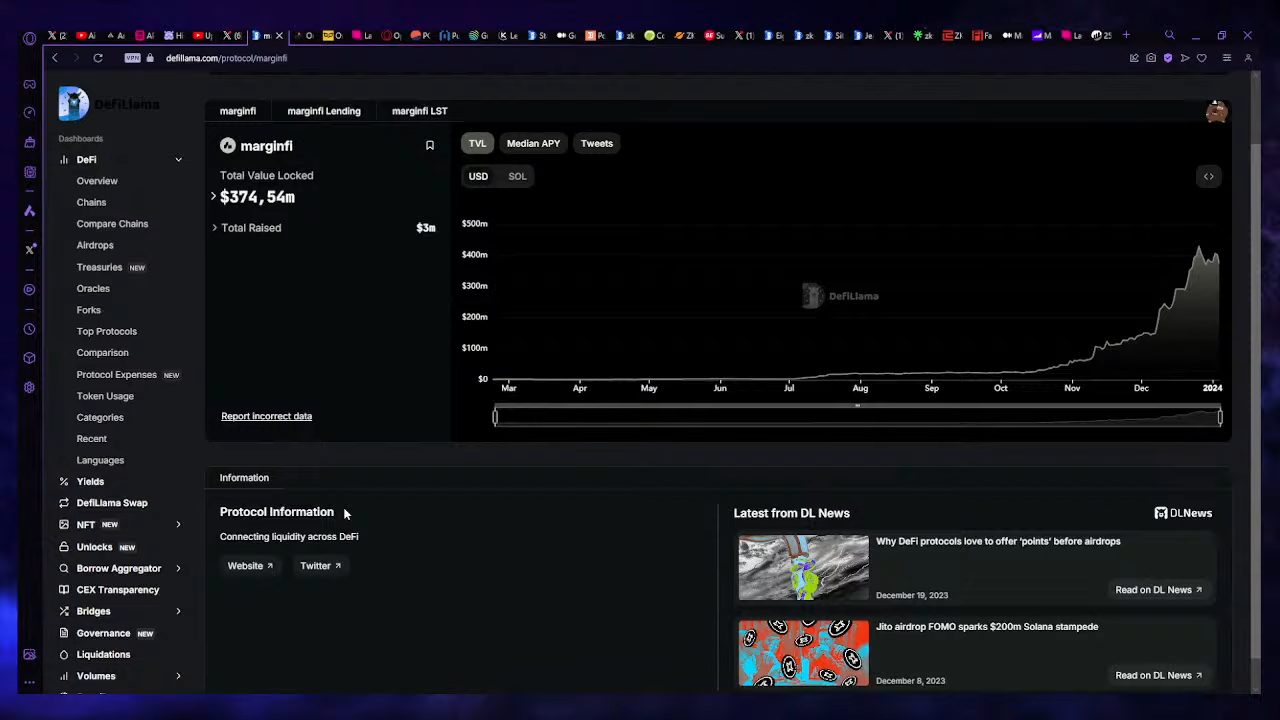 defillama.com/protocol/marginfi
VPN
DeFiLlama
Dashboards
DeFi
Overview
Chains
Compare Chains
Airdrops
Treasuries NEW
Oracles
Forks
Top Protocols
Comparison
Protocol Expenses NEW
Token Usage
Categories
Recent
Languages
Yields
DefiLlama Swap
NFT NEW
Unlocks NEW
Borrow Aggregator
CEX Transparency
Bridges
Governance NEW
Liquidations
Volumes
marginfi marginfi Lending marginfi LST
marginfi
Total Value Locked
$374,54m
Total Raised $3m
Report incorrect data
TVL Median APY Tweets
USD SOL
$500m
$400m
$300m
$200m
$100m
$0
DefiLlama
Mar Apr May Jun Jul Aug Sep Oct Nov Dec 2024
Information
Protocol Information
Connecting liquidity across DeFi
Website Twitter
Latest from DL News
DLNews
Why DeFi protocols love to offer ‘points’ before airdrops
December 19, 2023
Read on DL News
Jito airdrop FOMO sparks $200m Solana stampede
December 8, 2023
Read on DL News